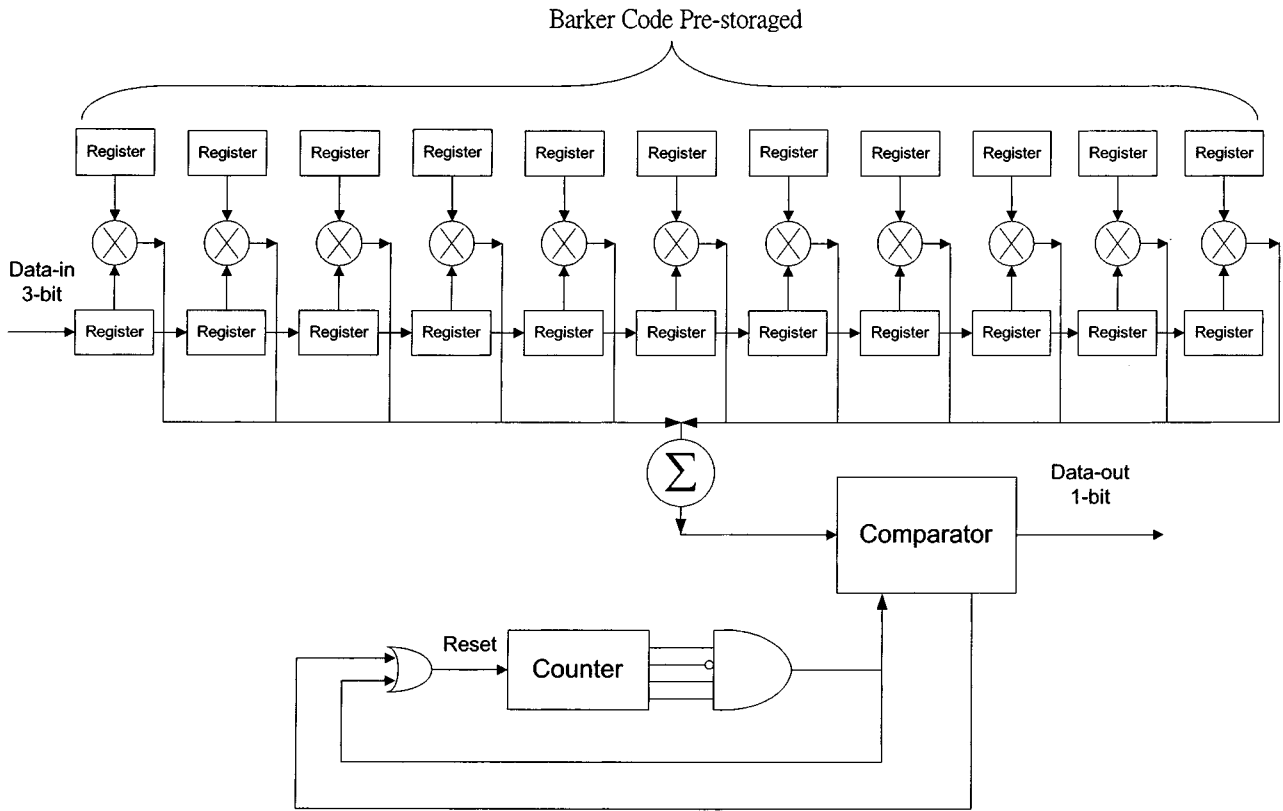 Barker Code Pre-storaged
Register Register Register Register Register Register Register Register Register Register Register
Data-in
3-bit
Register Register Register Register Register Register Register Register Register Register Register
Σ
Data-out
1-bit
Comparator
Reset
Counter